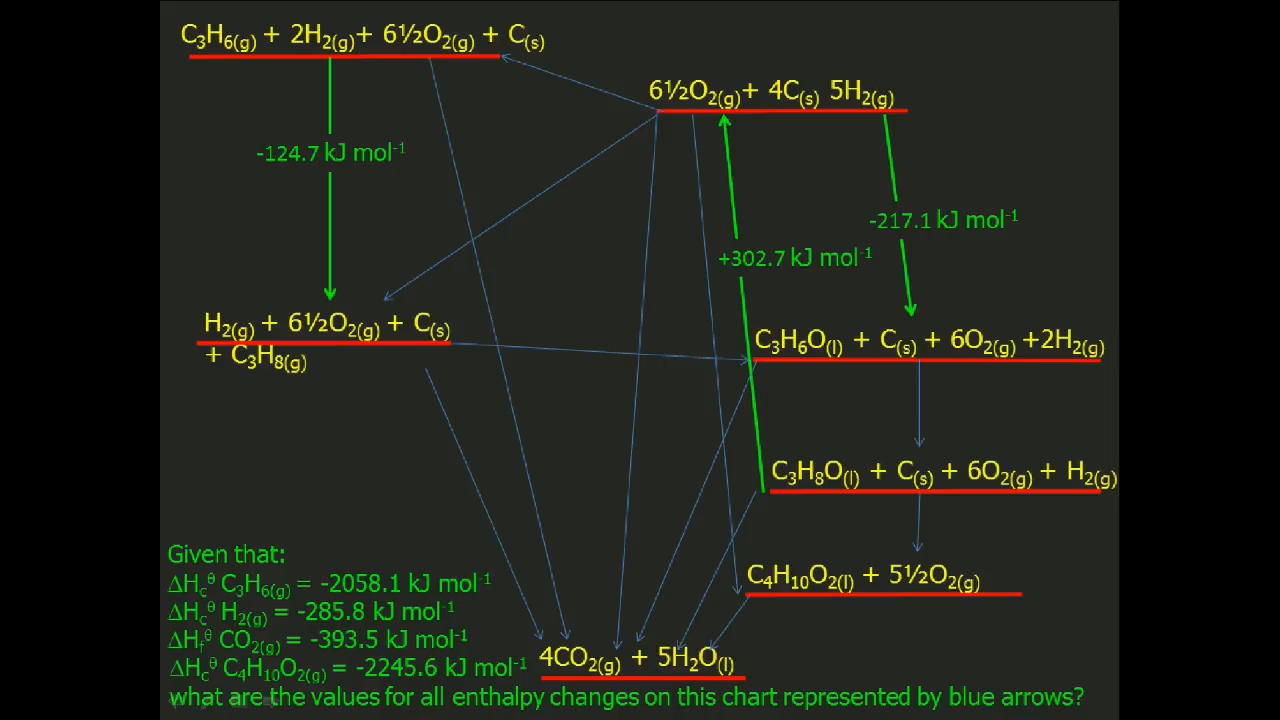 C₃H₆(g) + 2H₂(g)+ 6½O₂(g) + C(s)
6½O₂(g)+ 4C(s) 5H₂(g)
-124.7 kJ mol⁻¹
-217.1 kJ mol⁻¹
+302.7 kJ mol⁻¹
H₂(g) + 6½O₂(g) + C(s)
+ C₃H₈(g)
C₃H₆O(l) + C(s) + 6O₂(g) +2H₂(g)
C₃H₈O(l) + C(s) + 6O₂(g) + H₂(g)
C₄H₁₀O₂(l) + 5½O₂(g)
4CO₂(g) + 5H₂O(l)
Given that:
ΔHcᶿ C₃H₆(g) = -2058.1 kJ mol⁻¹
ΔHcᶿ H₂(g) = -285.8 kJ mol⁻¹
ΔHfᶿ CO₂(g) = -393.5 kJ mol⁻¹
ΔHcᶿ C₄H₁₀O₂(g) = -2245.6 kJ mol⁻¹
what are the values for all enthalpy changes on this chart represented by blue arrows?